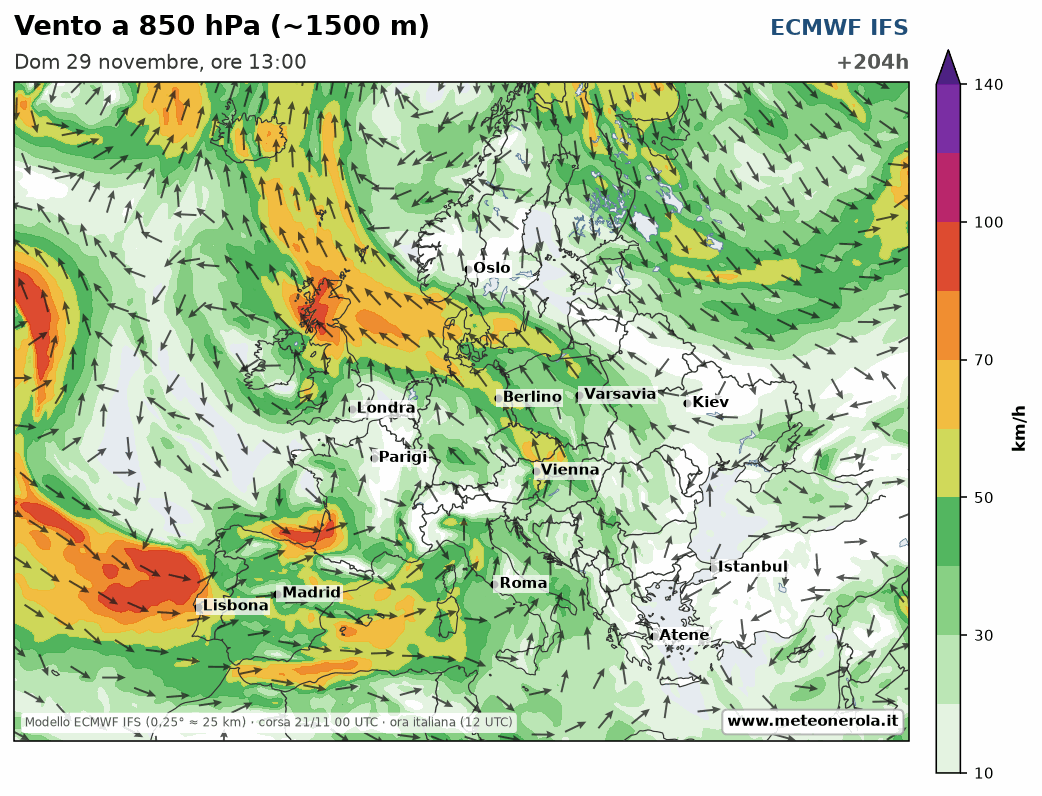 Vento a 850 hPa (~1500 m)
ECMWF IFS
Dom 29 novembre, ore 13:00
+204h
140
100
70
50
30
10
km/h
Oslo
Berlino
Varsavia
Kiev
Londra
Parigi
Vienna
Istanbul
Roma
Madrid
Lisbona
Atene
Modello ECMWF IFS (0,25° ≈ 25 km) · corsa 21/11 00 UTC · ora italiana (12 UTC)
www.meteonerola.it